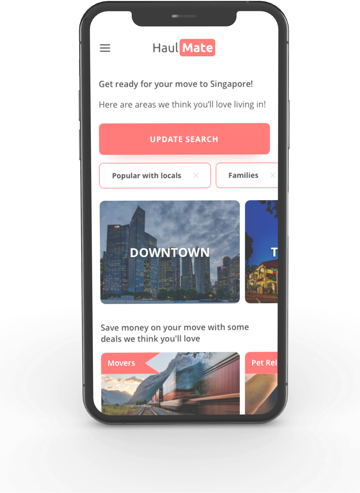 HaulMate
Get ready for your move to Singapore!
Here are areas we think you'll love living in!
UPDATE SEARCH
Popular with locals × Families ×
DOWNTOWN T
Save money on your move with some
deals we think you'll love
Movers Pet Rel